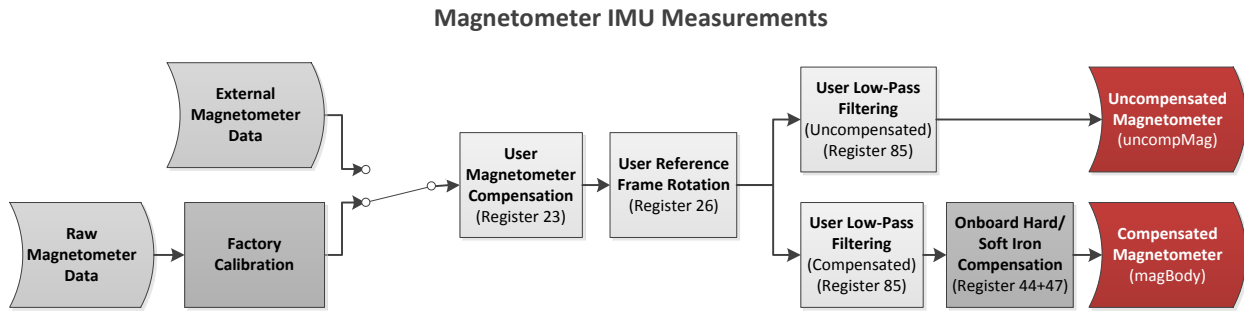 Magnetometer IMU Measurements
External
Magnetometer
Data
Raw
Magnetometer
Data
Factory
Calibration
User
Magnetometer
Compensation
(Register 23)
User Reference
Frame Rotation
(Register 26)
User Low-Pass
Filtering
(Uncompensated)
(Register 85)
Uncompensated
Magnetometer
(uncompMag)
User Low-Pass
Filtering
(Compensated)
(Register 85)
Onboard Hard/
Soft Iron
Compensation
(Register 44+47)
Compensated
Magnetometer
(magBody)